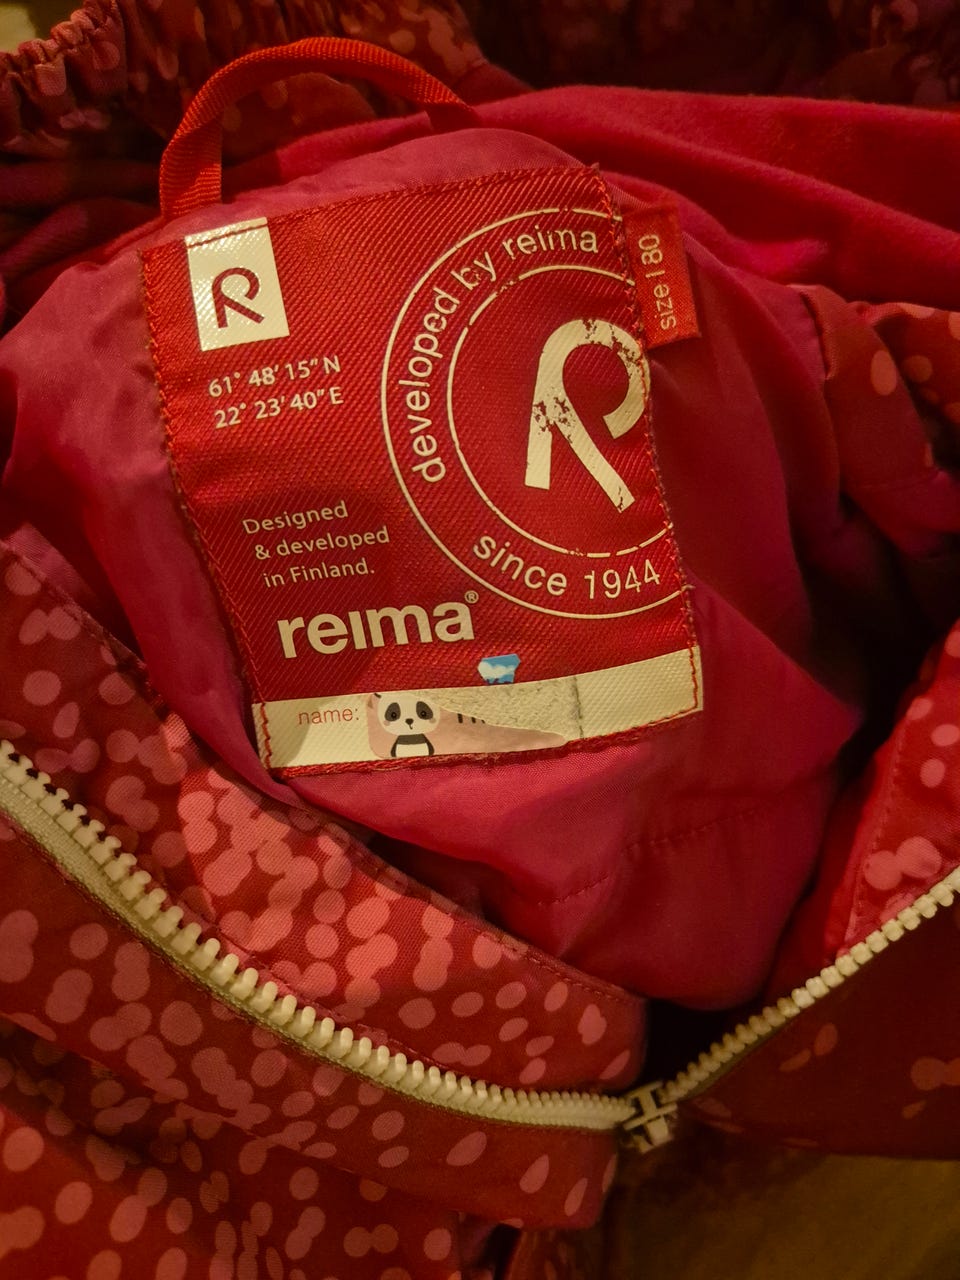 developed by reima
size | 80
61° 48' 15" N
22° 23' 40" E
Designed
& developed
in Finland.
since 1944
reima®
name: